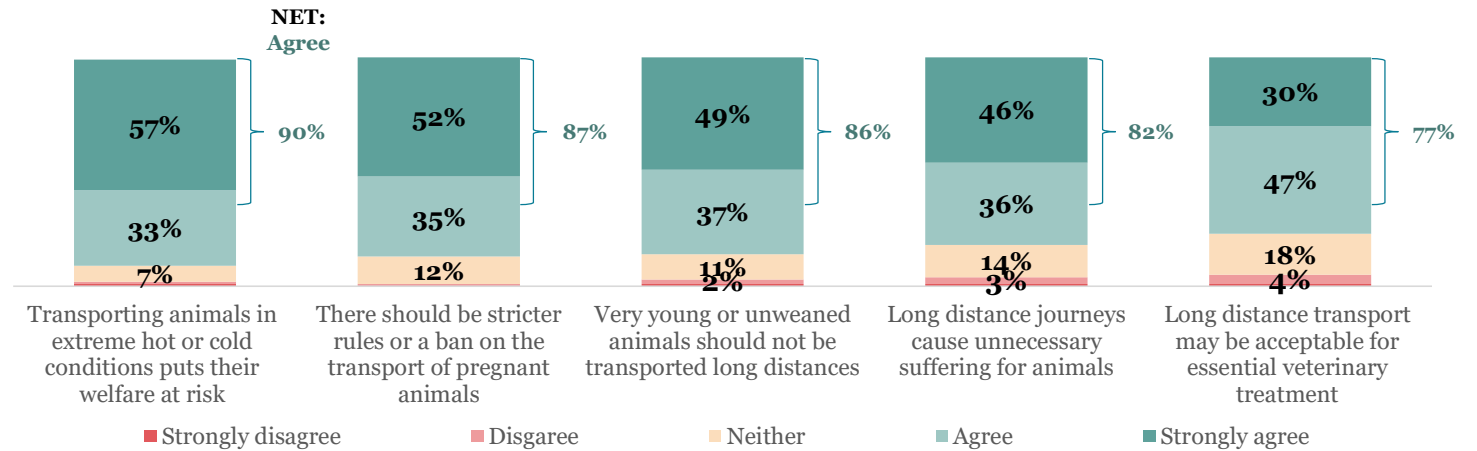 NET:
Agree
57%
33%
7%
90%
52%
35%
12%
87%
49%
37%
11%
2%
86%
46%
36%
14%
3%
82%
30%
47%
18%
4%
77%
Transporting animals in
extreme hot or cold
conditions puts their
welfare at risk
There should be stricter
rules or a ban on the
transport of pregnant
animals
Very young or unweaned
animals should not be
transported long distances
Long distance journeys
cause unnecessary
suffering for animals
Long distance transport
may be acceptable for
essential veterinary
treatment
Strongly disagree
Disgaree
Neither
Agree
Strongly agree